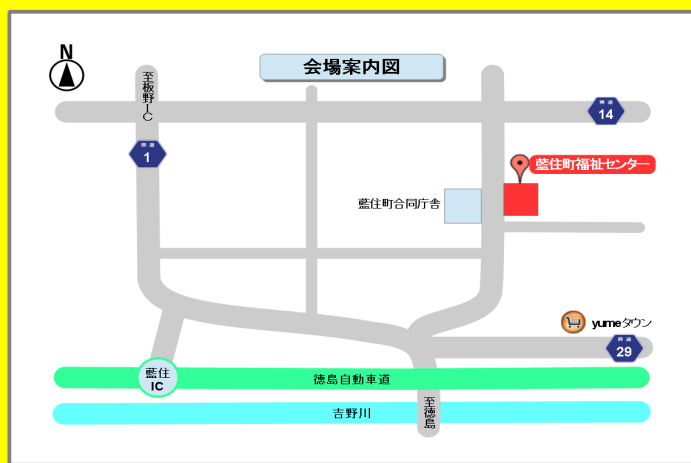 N
会場案内図
至板野IC
県道
14
県道
1
藍住町福祉センター
藍住町合同庁舎
yumeタウン
県道
29
藍住
IC
徳島自動車道
至徳島
吉野川